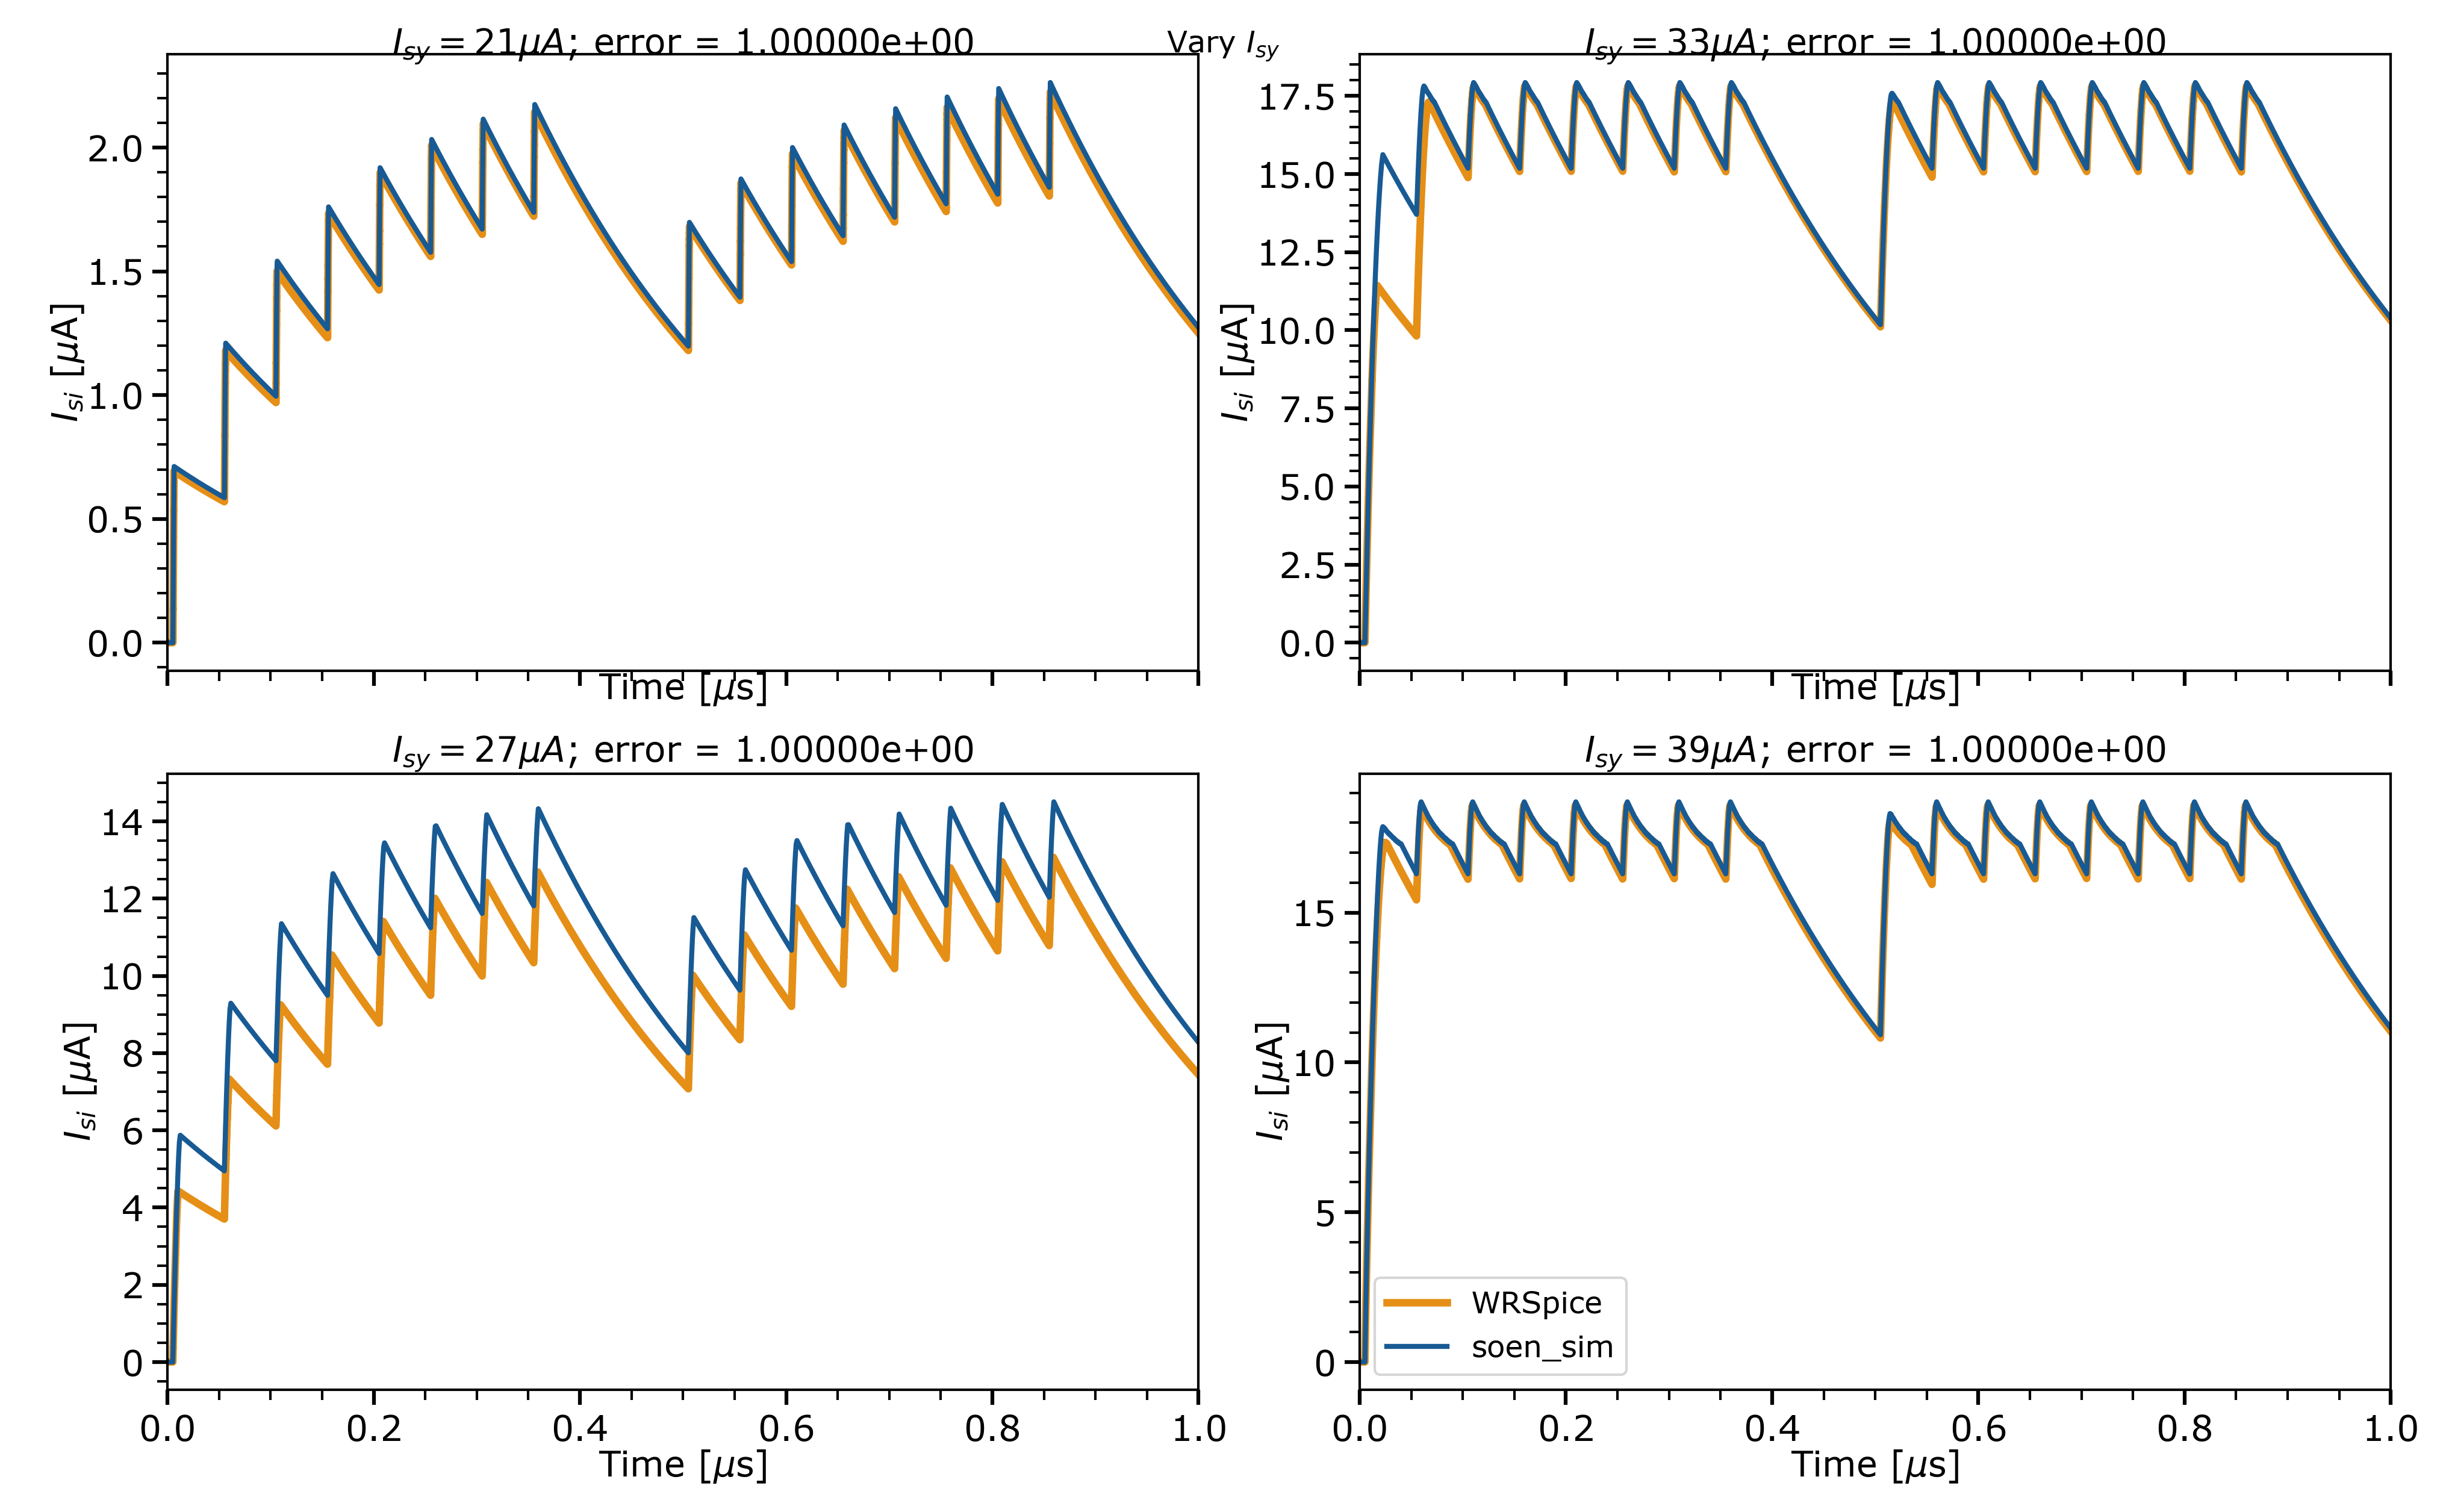 Vary I_sy
I_sy = 21μA; error = 1.00000e+00
I_si [μA]
2.0
1.5
1.0
0.5
0.0
Time [μs]
I_sy = 33μA; error = 1.00000e+00
I_si [μA]
17.5
15.0
12.5
10.0
7.5
5.0
2.5
0.0
Time [μs]
I_sy = 27μA; error = 1.00000e+00
I_si [μA]
14
12
10
8
6
4
2
0
0.0 0.2 0.4 0.6 0.8 1.0
Time [μs]
I_sy = 39μA; error = 1.00000e+00
I_si [μA]
15
10
5
0
WRSpice
soen_sim
0.0 0.2 0.4 0.6 0.8 1.0
Time [μs]